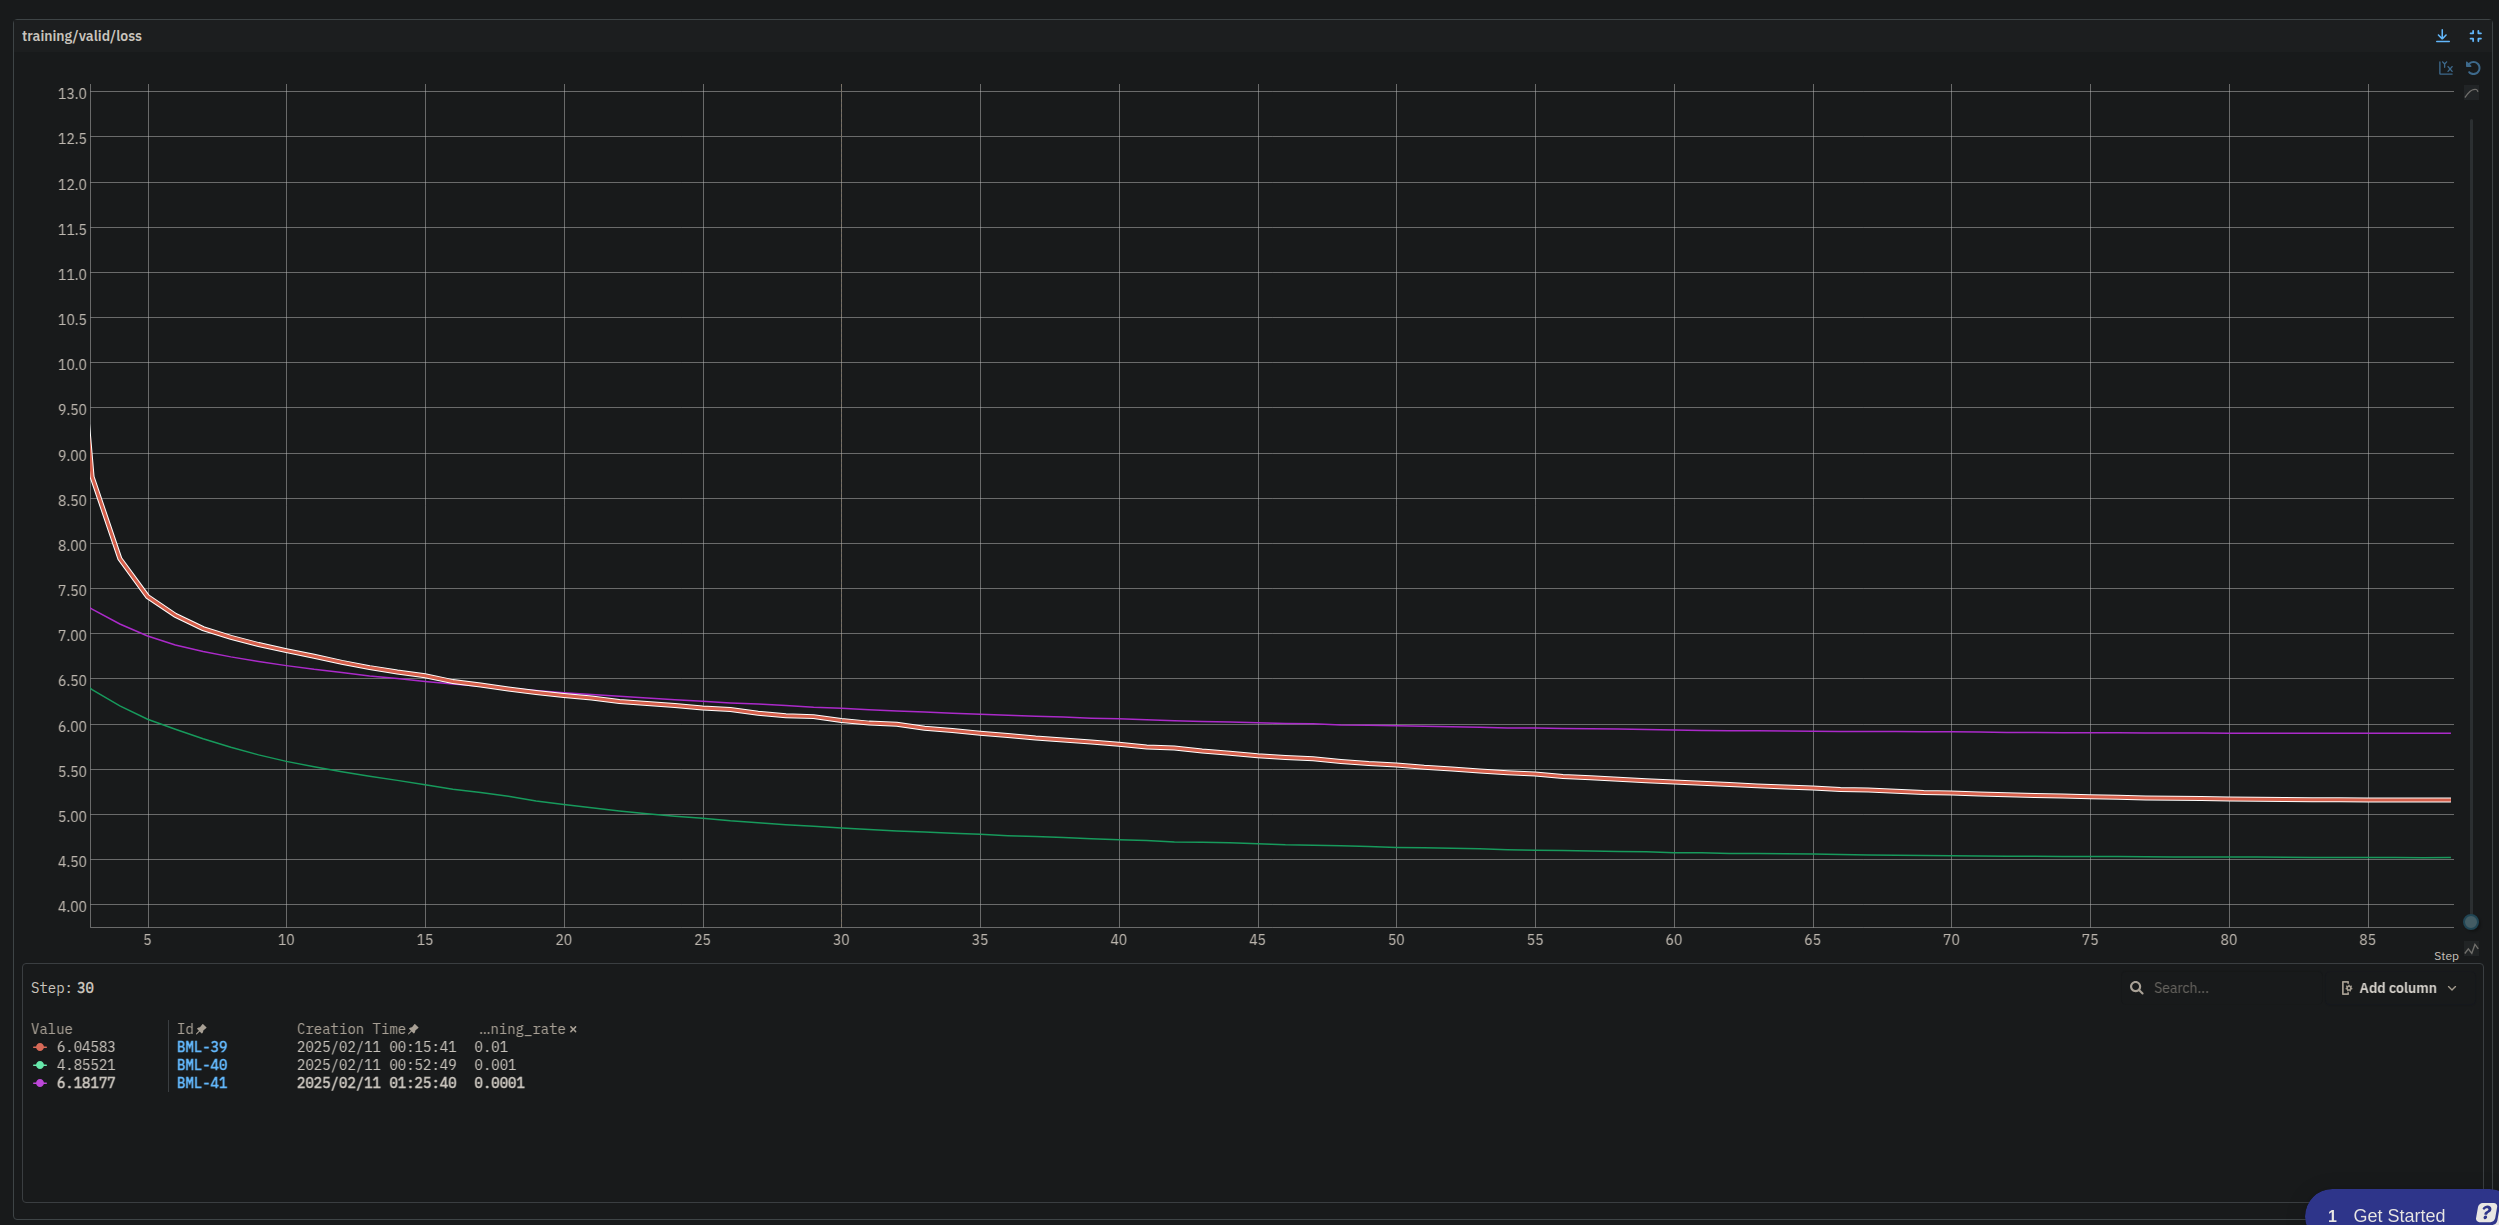 training/valid/loss
13.0
12.5
12.0
11.5
11.0
10.5
10.0
9.50
9.00
8.50
8.00
7.50
7.00
6.50
6.00
5.50
5.00
4.50
4.00
5 10 15 20 25 30 35 40 45 50 55 60 65 70 75 80 85
Step
Step: 30
Search...
Add column
Value Id Creation Time ...ning_rate ×
6.04583 BML-39 2025/02/11 00:15:41 0.01
4.85521 BML-40 2025/02/11 00:52:49 0.001
6.18177 BML-41 2025/02/11 01:25:40 0.0001
1 Get Started ?